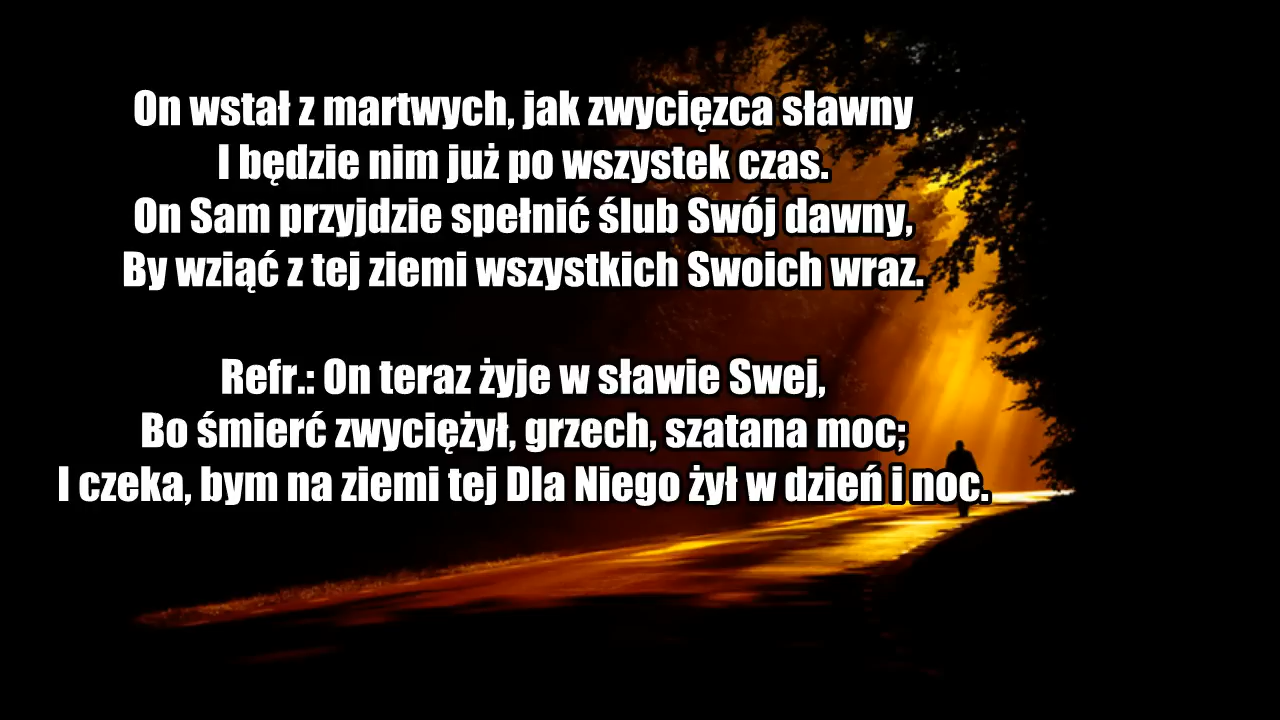 On wstał z martwych, jak zwycięzca sławny
I będzie nim już po wszystek czas.
On Sam przyjdzie spełnić ślub Swój dawny,
By wziąć z tej ziemi wszystkich Swoich wraz.
Refr.: On teraz żyje w sławie Swej,
Bo śmierć zwyciężył, grzech, szatana moc;
I czeka, bym na ziemi tej Dla Niego żył w dzień i noc.